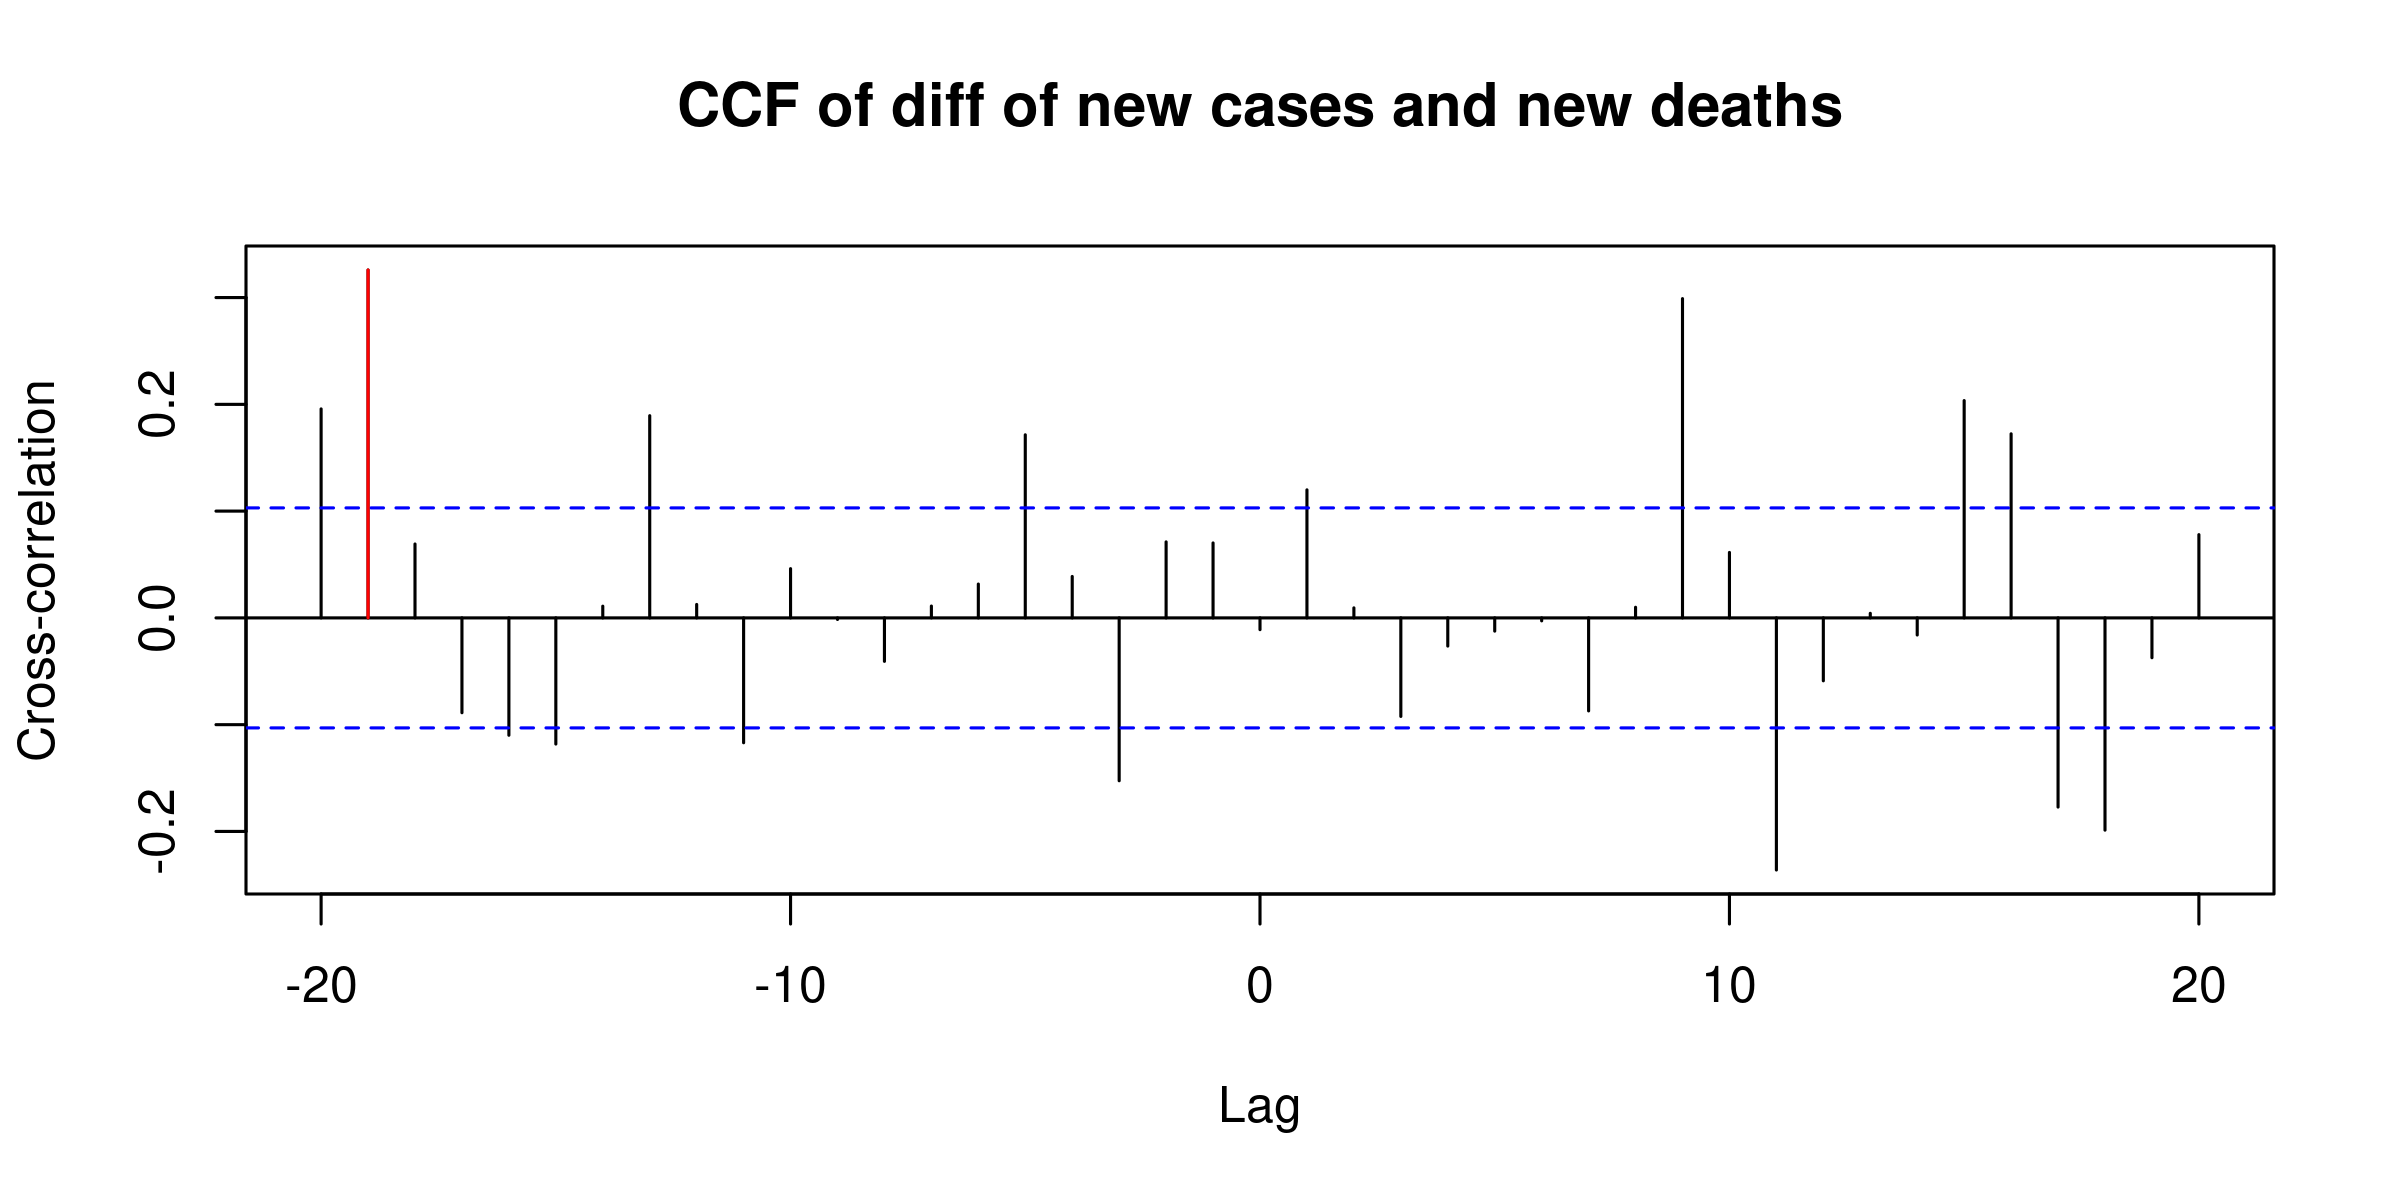 CCF of diff of new cases and new deaths
Cross-correlation
0.2
0.0
-0.2
-20 -10 0 10 20
Lag